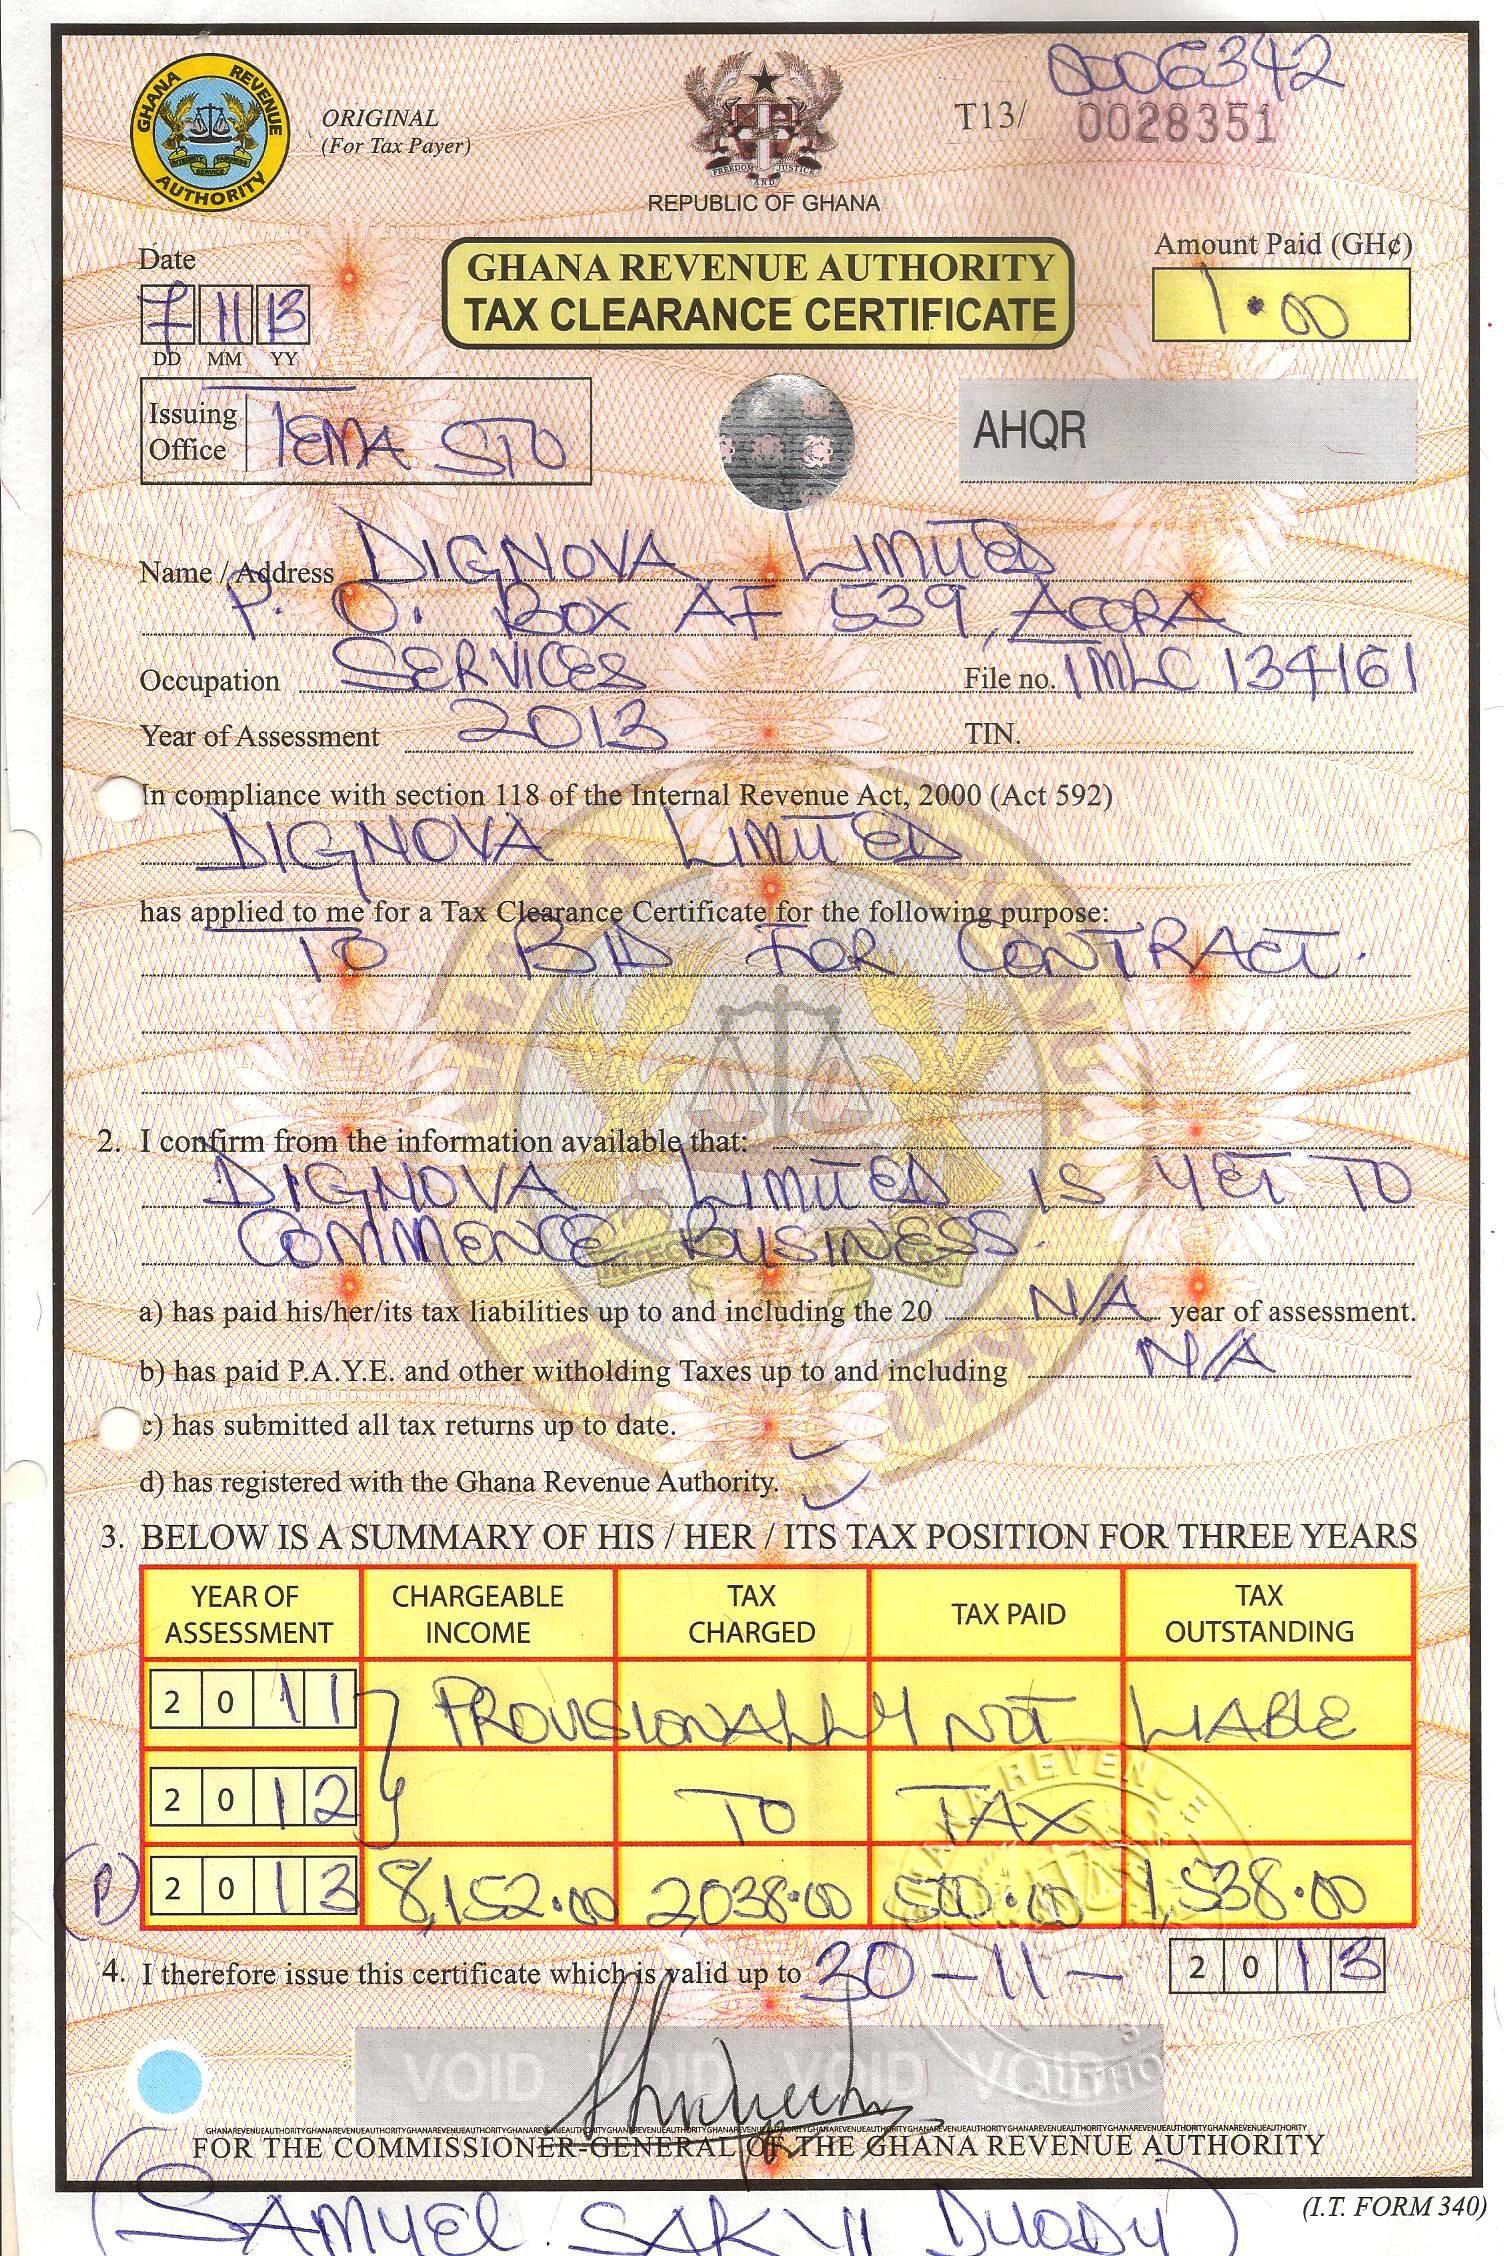 GHANA REVENUE AUTHORITY
INTEGRITY FAIRNESS
SERVICE
ORIGINAL
(For Tax Payer)
FREEDOM AND JUSTICE
REPUBLIC OF GHANA
0006342
T13/ 0028351
Date
7 11 13
DD MM YY
GHANA REVENUE AUTHORITY
TAX CLEARANCE CERTIFICATE
Amount Paid (GH¢)
1.00
Issuing Office TEMA STO
AHQR
Name / Address DIGNOVA LIMITED
P. O. BOX AF 539, ACCRA
Occupation SERVICES File no. TMLC 134161
Year of Assessment 2013 TIN.
In compliance with section 118 of the Internal Revenue Act, 2000 (Act 592)
DIGNOVA LIMITED
has applied to me for a Tax Clearance Certificate for the following purpose:
TO BID FOR CONTRACT.
2. I confirm from the information available that:
DIGNOVA LIMITED IS YET TO
COMMENCE BUSINESS.
a) has paid his/her/its tax liabilities up to and including the 20 N/A year of assessment.
b) has paid P.A.Y.E. and other witholding Taxes up to and including N/A
c) has submitted all tax returns up to date.
d) has registered with the Ghana Revenue Authority.
3. BELOW IS A SUMMARY OF HIS / HER / ITS TAX POSITION FOR THREE YEARS
YEAR OF ASSESSMENT CHARGEABLE INCOME TAX CHARGED TAX PAID TAX OUTSTANDING
2011 PROVISIONALLY NOT LIABLE
2012 TO TAX
(P) 2013 8,152.00 2,038.00 500.00 1,538.00
4. I therefore issue this certificate which is valid up to 30-11- 2013
VOID VOID VOID VOID
GHANAREVENUEAUTHORITYGHANAREVENUEAUTHORITYGHANAREVENUEAUTHORITY
FOR THE COMMISSIONER-GENERAL OF THE GHANA REVENUE AUTHORITY
(I.T. FORM 340)
(SAMUEL SAKYI DUODU)